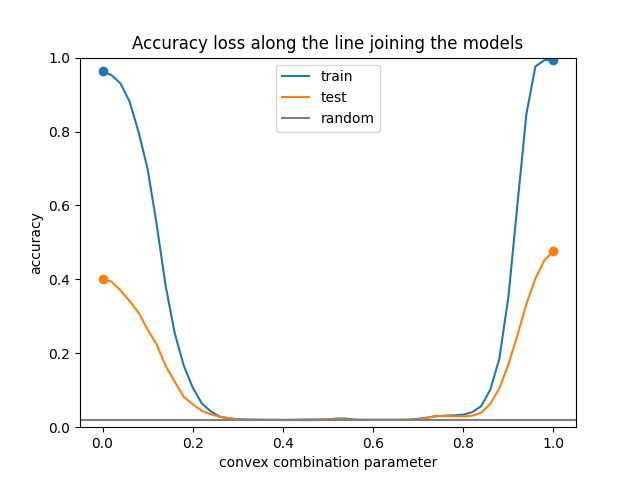 Accuracy loss along the line joining the models
train
test
random
accuracy
1.0
0.8
0.6
0.4
0.2
0.0
0.0 0.2 0.4 0.6 0.8 1.0
convex combination parameter